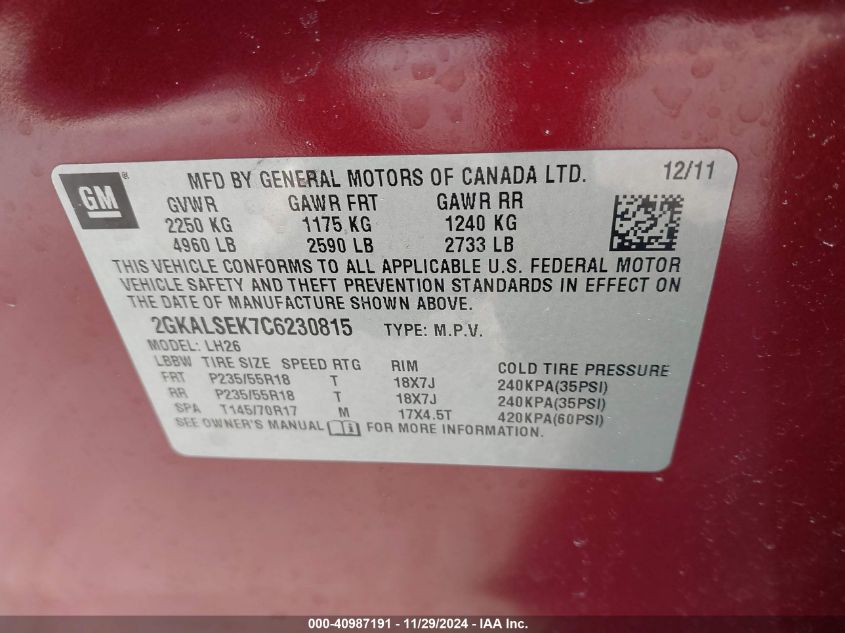 GM ®
MFD BY GENERAL MOTORS OF CANADA LTD. 12/11
GVWR GAWR FRT GAWR RR
2250 KG 1175 KG 1240 KG
4960 LB 2590 LB 2733 LB
THIS VEHICLE CONFORMS TO ALL APPLICABLE U.S. FEDERAL MOTOR
VEHICLE SAFETY AND THEFT PREVENTION STANDARDS IN EFFECT ON
THE DATE OF MANUFACTURE SHOWN ABOVE.
2GKALSEK7C6230815 TYPE: M.P.V.
MODEL: LH26
LBBW TIRE SIZE SPEED RTG RIM COLD TIRE PRESSURE
FRT P235/55R18 T 18X7J 240KPA(35PSI)
RR P235/55R18 T 18X7J 240KPA(35PSI)
SPA T145/70R17 M 17X4.5T 420KPA(60PSI)
SEE OWNER'S MANUAL FOR MORE INFORMATION.
000-40987191 - 11/29/2024 - IAA Inc.